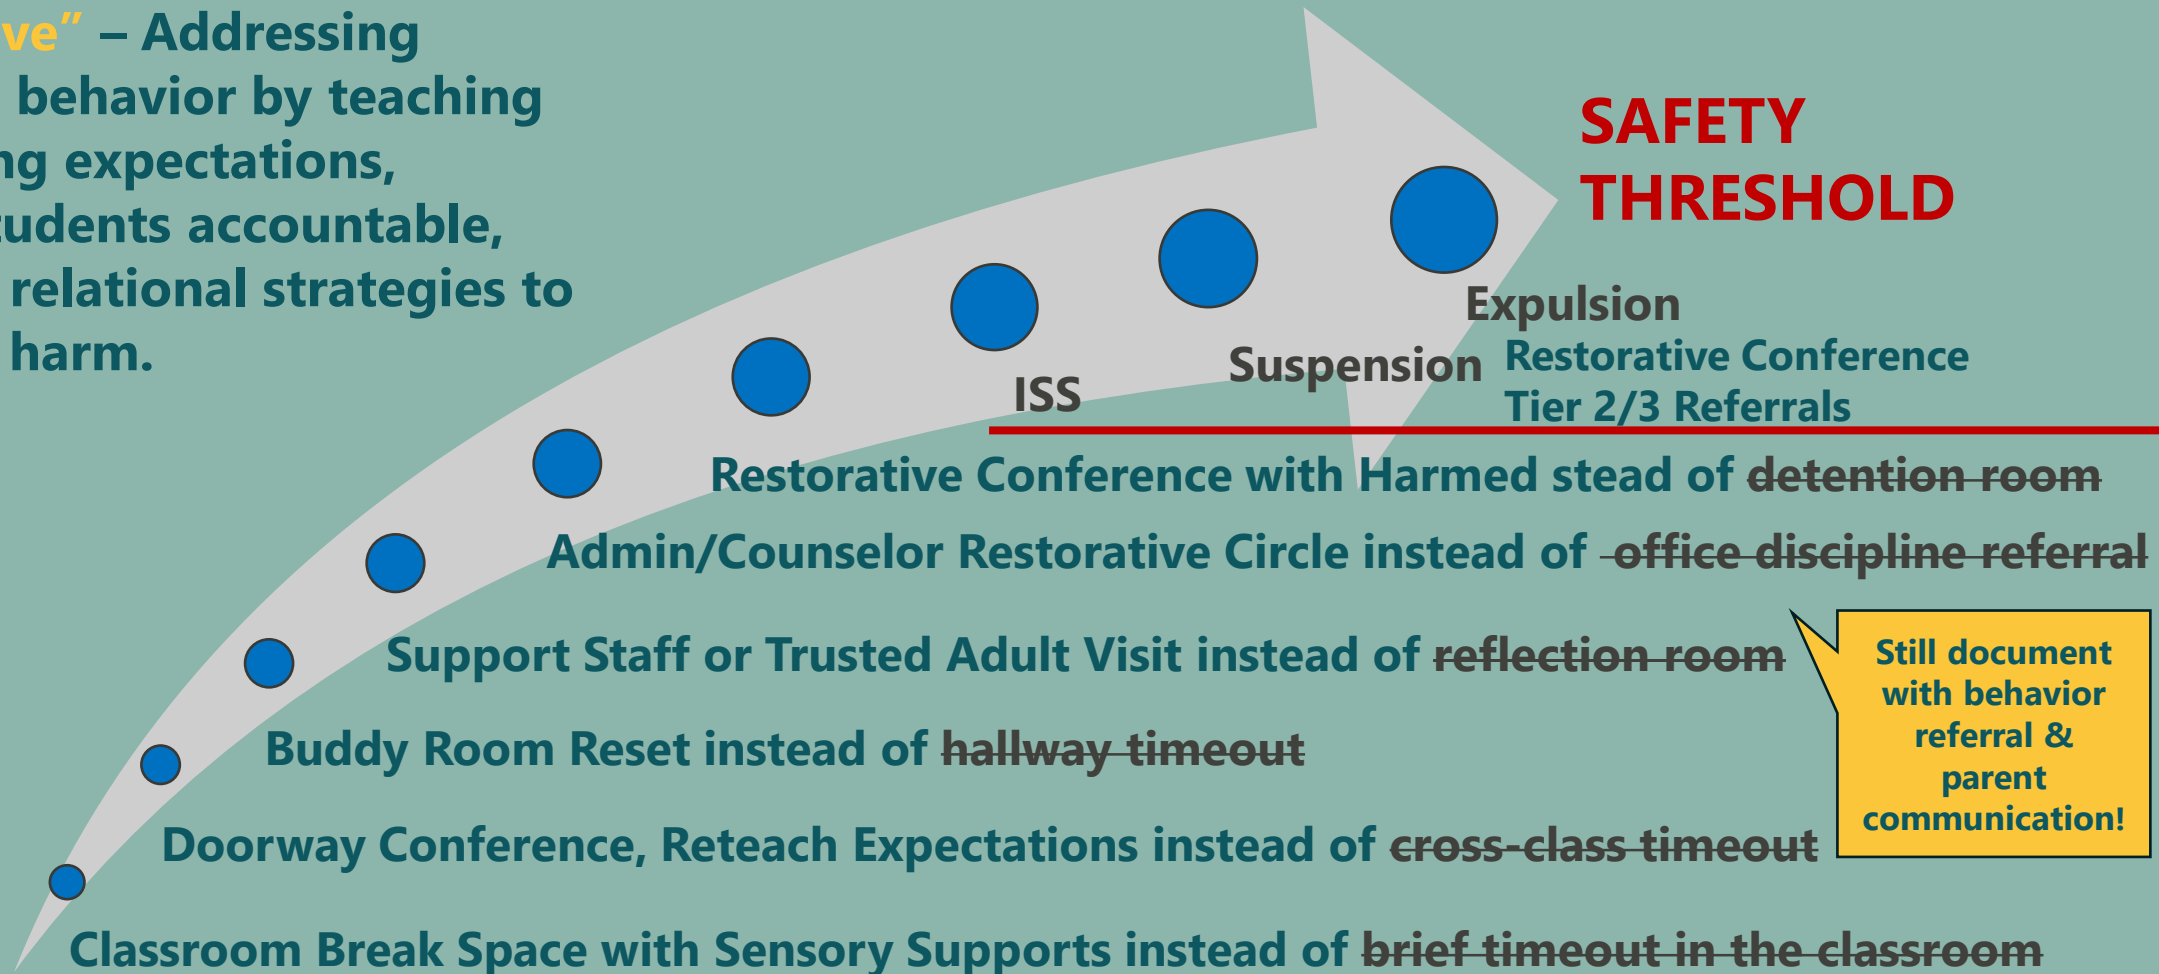 ve” – Addressing
behavior by teaching
ng expectations,
tudents accountable,
relational strategies to
harm.
SAFETY
THRESHOLD
Expulsion
Restorative Conference
Tier 2/3 Referrals
Suspension
ISS
Restorative Conference with Harmed stead of detention room
Admin/Counselor Restorative Circle instead of office discipline referral
Support Staff or Trusted Adult Visit instead of reflection room
Still document
with behavior
referral &
parent
communication!
Buddy Room Reset instead of hallway timeout
Doorway Conference, Reteach Expectations instead of cross-class timeout
Classroom Break Space with Sensory Supports instead of brief timeout in the classroom